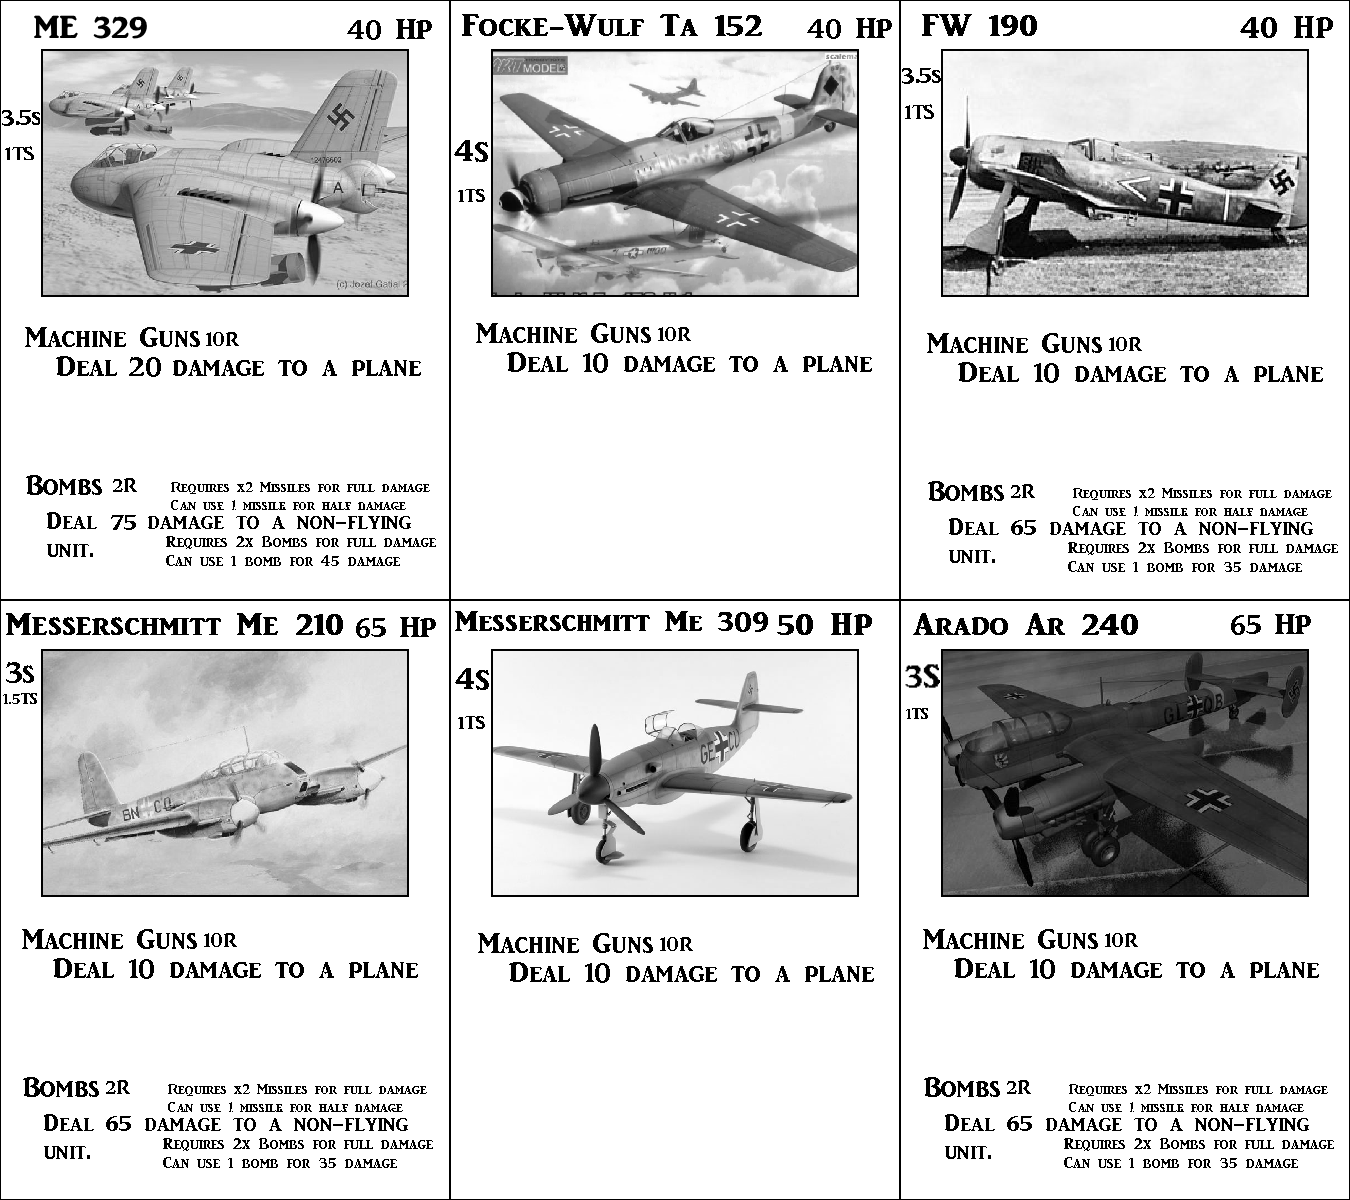 ME 329
40 HP
3.5S
1TS
12476602
A
(c) Jozef Gatial 2
Machine Guns 10R
Deal 20 damage to a plane
Bombs 2R
Requires x2 Missiles for full damage
Can use 1 missile for half damage
Deal 75 damage to a non-flying
unit.
Requires 2x Bombs for full damage
Can use 1 bomb for 45 damage
Focke-Wulf Ta 152
40 HP
4S
1TS
MODEL
scalema
Machine Guns 10R
Deal 10 damage to a plane
FW 190
40 HP
3.5S
1TS
Machine Guns 10R
Deal 10 damage to a plane
Bombs 2R
Requires x2 Missiles for full damage
Can use 1 missile for half damage
Deal 65 damage to a non-flying
unit.
Requires 2x Bombs for full damage
Can use 1 bomb for 35 damage
Messerschmitt Me 210
65 HP
3S
1.5TS
BN CQ
Machine Guns 10R
Deal 10 damage to a plane
Bombs 2R
Requires x2 Missiles for full damage
Can use 1 missile for half damage
Deal 65 damage to a non-flying
unit.
Requires 2x Bombs for full damage
Can use 1 bomb for 35 damage
Messerschmitt Me 309
50 HP
4S
1TS
GE CU
Machine Guns 10R
Deal 10 damage to a plane
Arado Ar 240
65 HP
3S
1TS
GL QB
Machine Guns 10R
Deal 10 damage to a plane
Bombs 2R
Requires x2 Missiles for full damage
Can use 1 missile for half damage
Deal 65 damage to a non-flying
unit.
Requires 2x Bombs for full damage
Can use 1 bomb for 35 damage